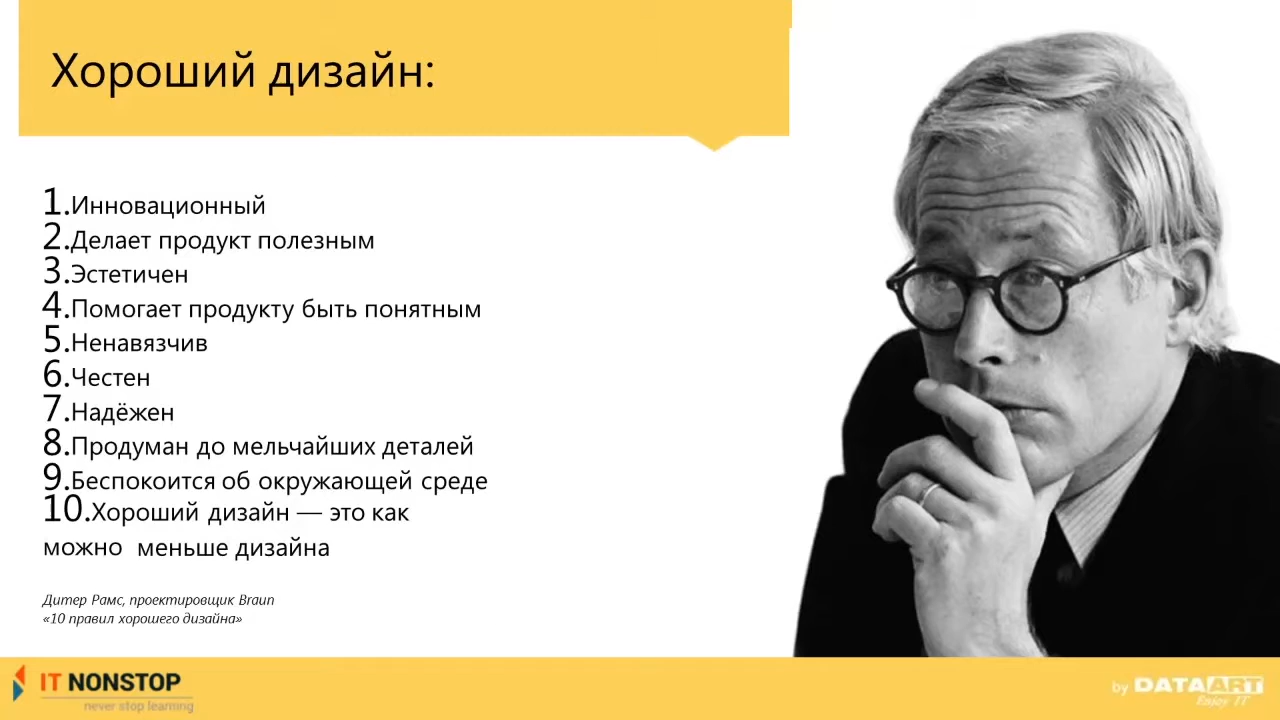 Хороший дизайн:
1.Инновационный
2.Делает продукт полезным
3.Эстетичен
4.Помогает продукту быть понятным
5.Ненавязчив
6.Честен
7.Надёжен
8.Продуман до мельчайших деталей
9.Беспокоится об окружающей среде
10.Хороший дизайн — это как
можно меньше дизайна
Дитер Рамс, проектировщик Braun
«10 правил хорошего дизайна»
IT NONSTOP
never stop learning
by DATAART
Enjoy IT